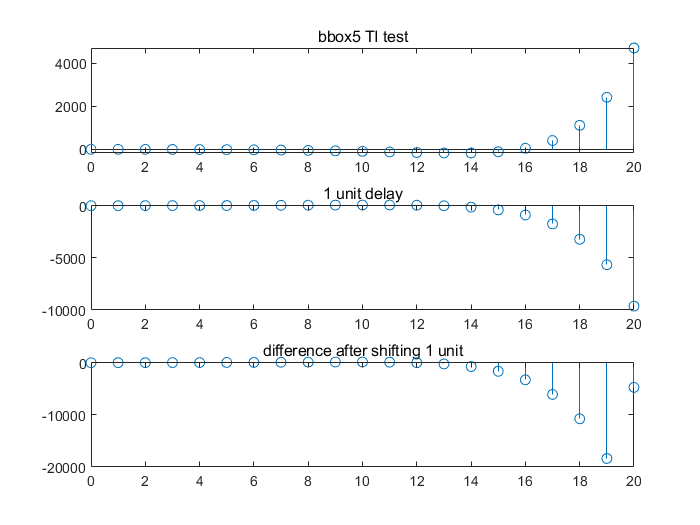 bbox5 TI test
4000
2000
0
0 2 4 6 8 10 12 14 16 18 20
1 unit delay
0
-5000
-10000
0 2 4 6 8 10 12 14 16 18 20
difference after shifting 1 unit
0
-10000
-20000
0 2 4 6 8 10 12 14 16 18 20